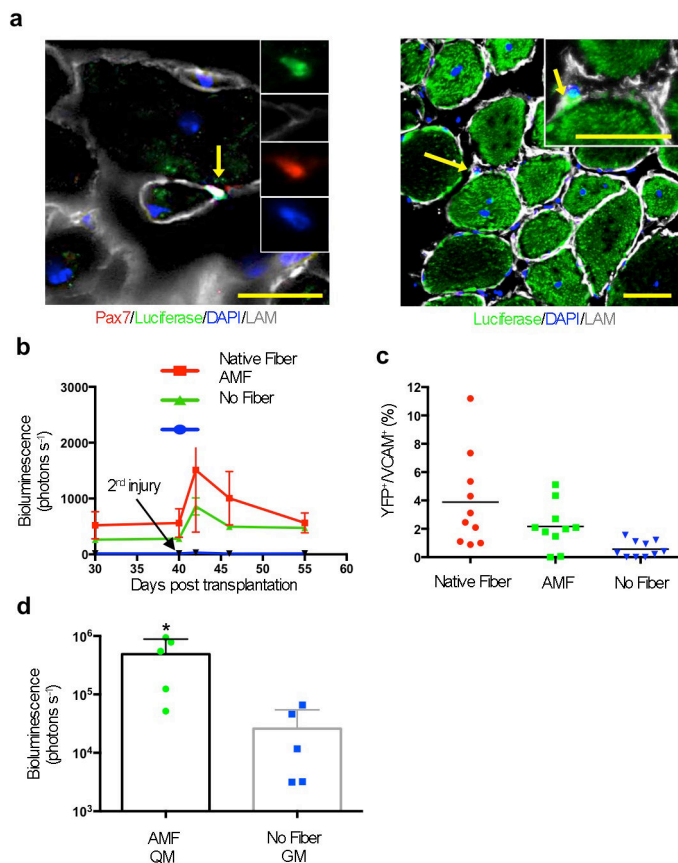 a
Pax7/Luciferase/DAPI/LAM
Luciferase/DAPI/LAM
b
Native Fiber
AMF
No Fiber
Bioluminescence
(photons s⁻¹)
3000
2000
1000
0
2ⁿᵈ injury
30 35 40 45 50 55 60
Days post transplantation
c
YFP⁺/VCAM⁺ (%)
12
10
8
6
4
2
0
Native Fiber AMF No Fiber
d
Bioluminescence
(photons s⁻¹)
10⁶
10⁵
10⁴
10³
*
AMF No Fiber
QM GM